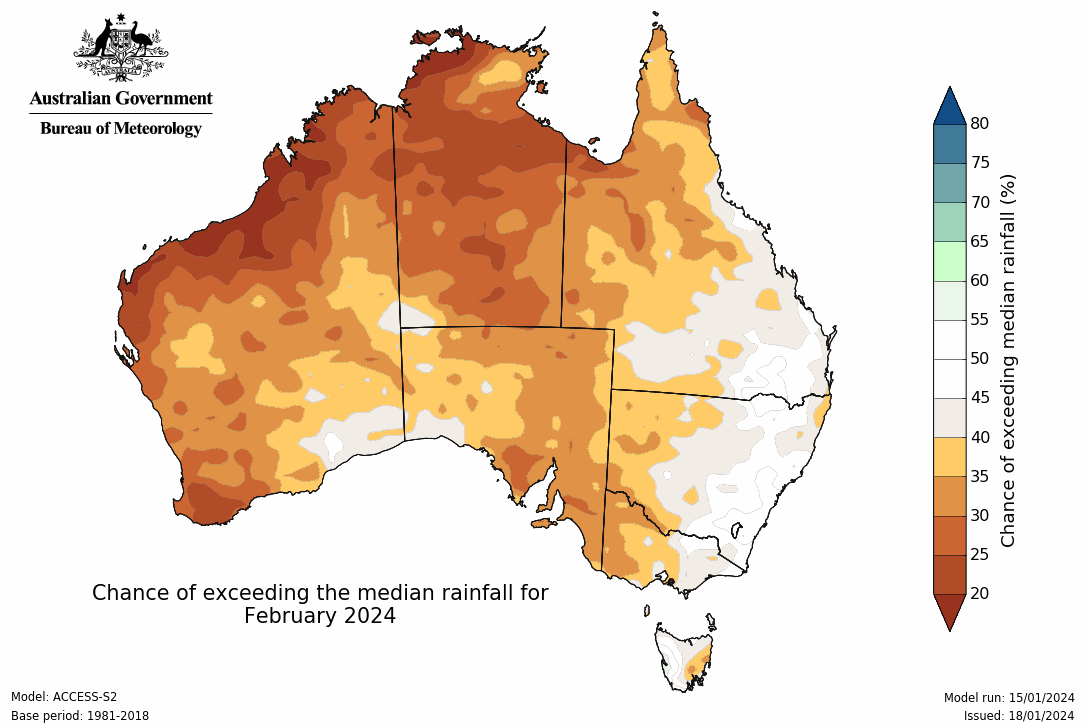 Australian Government
Bureau of Meteorology
80
75
70
65
60
55
50
45
40
35
30
25
20
Chance of exceeding median rainfall (%)
Chance of exceeding the median rainfall for
February 2024
Model: ACCESS-S2
Base period: 1981-2018
Model run: 15/01/2024
Issued: 18/01/2024